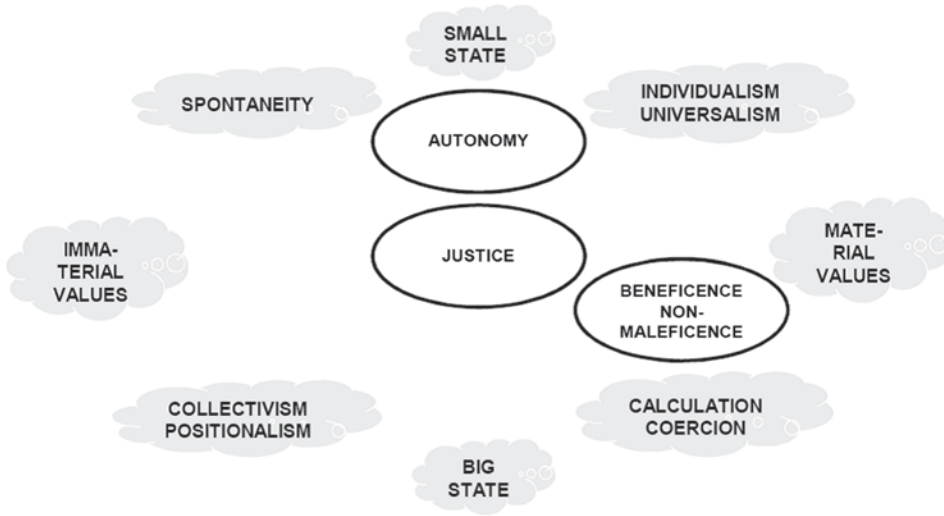 SMALL
STATE
SPONTANEITY
INDIVIDUALISM
UNIVERSALISM
AUTONOMY
IMMA-
TERIAL
VALUES
JUSTICE
MATE-
RIAL
VALUES
BENEFICENCE
NON-
MALEFICENCE
COLLECTIVISM
POSITIONALISM
CALCULATION
COERCION
BIG
STATE